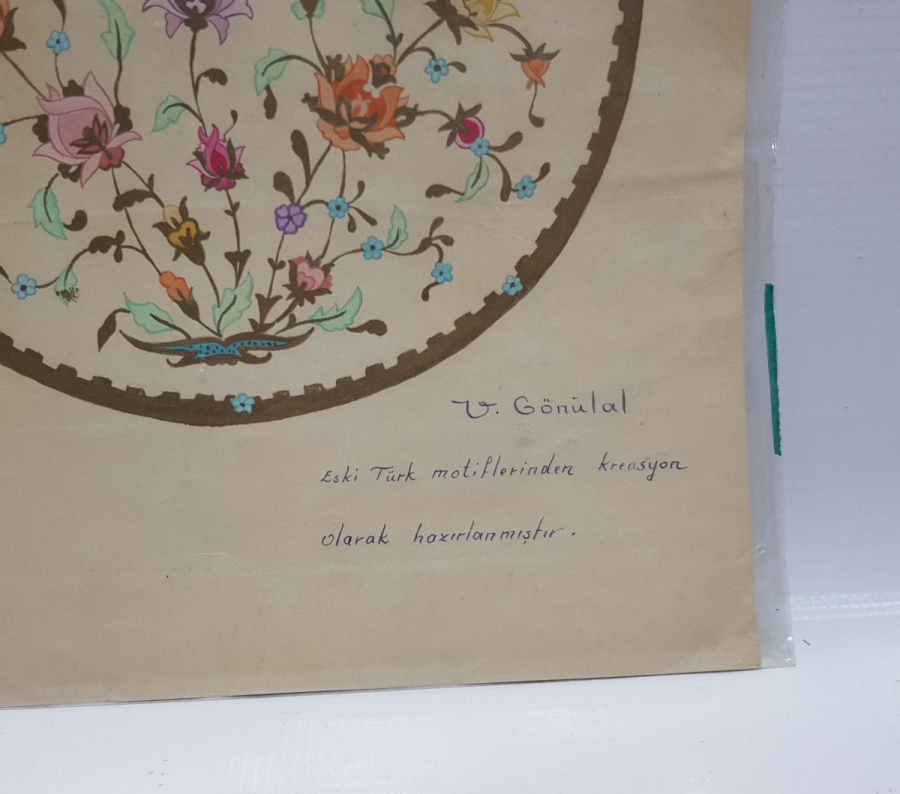 V. Gönülal
Eski Türk motiflerinden kreasyon
olarak hazırlanmıştır.